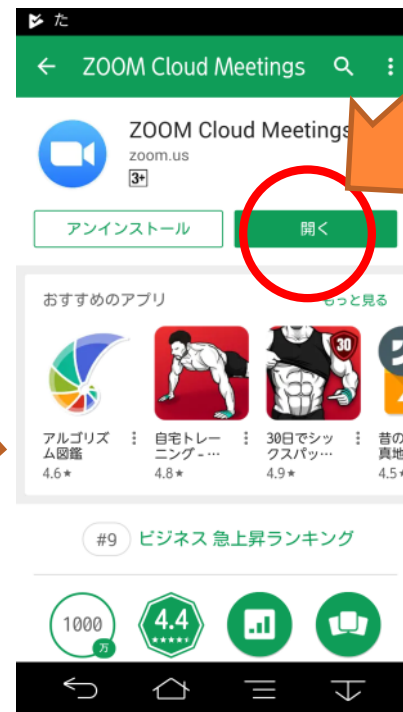 た
ZOOM Cloud Meetings
ZOOM Cloud Meetings
zoom.us
3+
アンインストール
開く
おすすめのアプリ
もっと見る
30
アルゴリズ
ム図鑑
4.6★
自宅トレー
ニング - …
4.8★
30日でシッ
クスパッ…
4.9★
昔の
真地
4.5★
#9 ビジネス 急上昇ランキング
1000
万
4.4